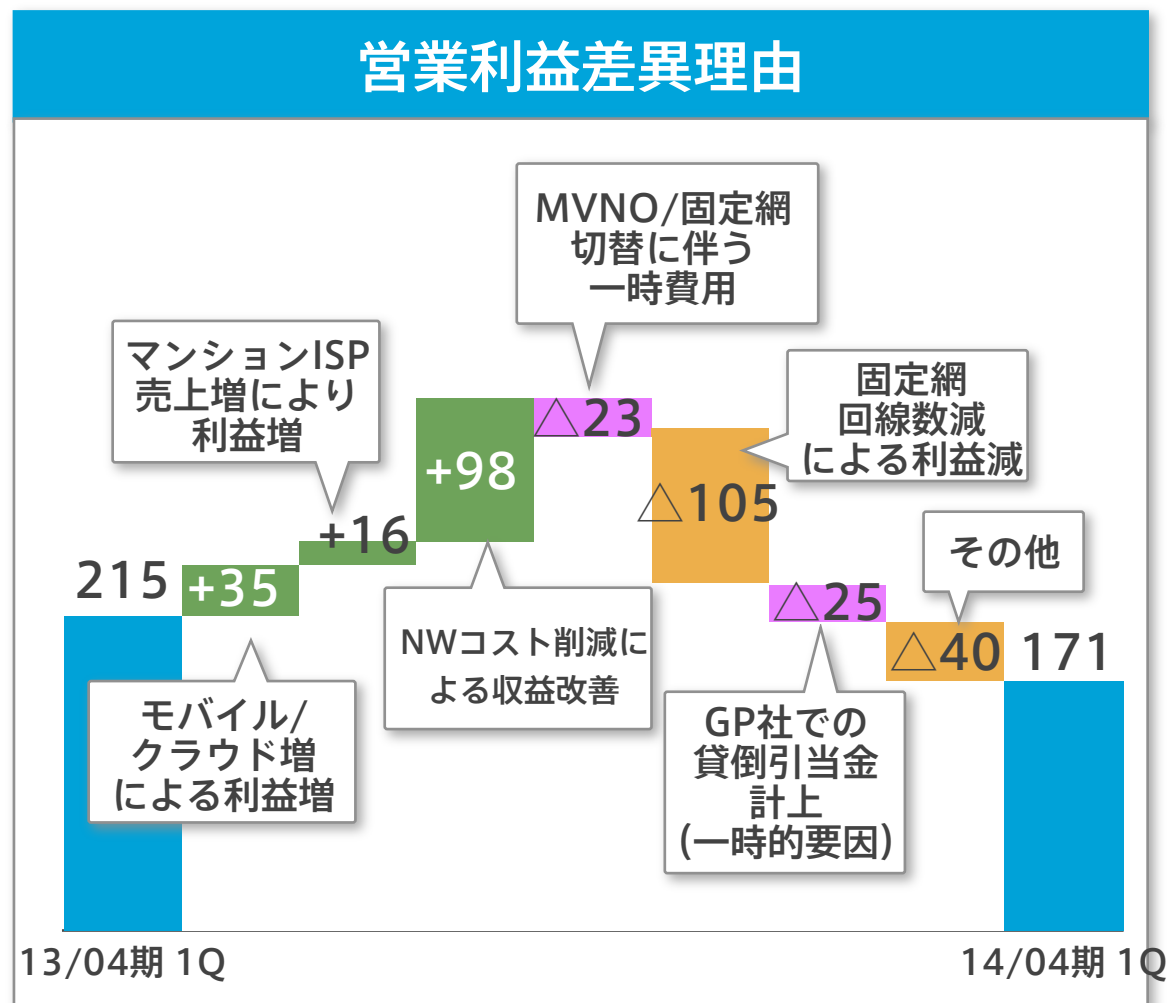 営業利益差異理由
MVNO/固定網
切替に伴う
一時費用
マンションISP
売上増により
利益増
固定網
回線数減
による利益減
△23
+98
△105
+16
その他
215
+35
△25
NWコスト削減に
よる収益改善
△40
171
モバイル/
クラウド増
による利益増
GP社での
貸倒引当金
計上
(一時的要因)
13/04期 1Q
14/04期 1Q